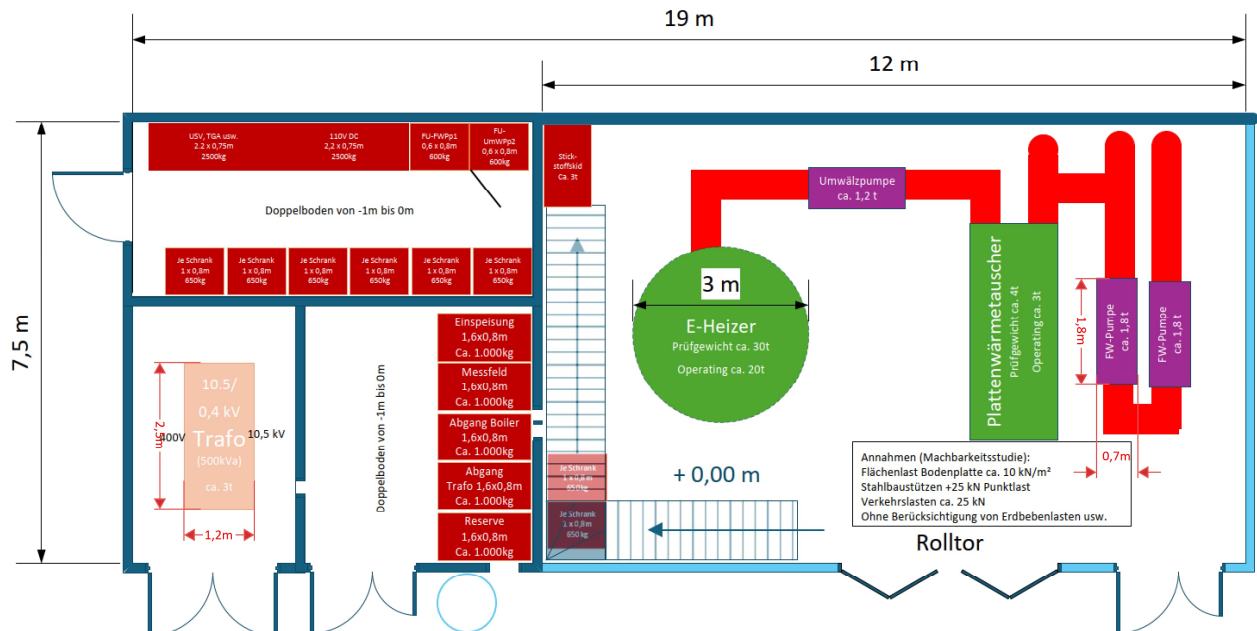 19 m
12 m
7,5 m
USV, TGA usw.
2.2 x 0,75m
2500kg
110V DC
2,2 x 0,75m
2500kg
FU-FWPp1
0,6 x 0,8m
600kg
FU-
UmWPp2
0,6 x 0,8m
600kg
Stick-
stoffskid
Ca. 3t
Doppelboden von -1m bis 0m
Je Schrank
1 x 0,8m
650kg
Je Schrank
1 x 0,8m
650kg
Je Schrank
1 x 0,8m
650kg
Je Schrank
1 x 0,8m
650kg
Je Schrank
1 x 0,8m
650kg
Je Schrank
1 x 0,8m
650kg
10.5/
0,4 kV
Trafo
(500kVa)
ca. 3t
400V
10,5 kV
2,5m
1,2m
Doppelboden von -1m bis 0m
Einspeisung
1,6x0,8m
Ca. 1.000kg
Messfeld
1,6x0,8m
Ca. 1.000kg
Abgang Boiler
1,6x0,8m
Ca. 1.000kg
Abgang
Trafo 1,6x0,8m
Ca. 1.000kg
Reserve
1,6x0,8m
Ca. 1.000kg
Je Schrank
1 x 0,8m
650kg
Je Schrank
1 x 0,8m
650kg
Umwälzpumpe
ca. 1,2 t
3 m
E-Heizer
Prüfgewicht ca. 30t
Operating ca. 20t
Plattenwärmetauscher
Prüfgewicht ca. 4t
Operating ca. 3t
1,8m
FW-Pumpe
ca. 1,8 t
FW-Pumpe
ca. 1,8 t
0,7m
+ 0,00 m
Annahmen (Machbarkeitsstudie):
Flächenlast Bodenplatte ca. 10 kN/m²
Stahlbaustützen +25 kN Punktlast
Verkehrslasten ca. 25 kN
Ohne Berücksichtigung von Erdbebenlasten usw.
Rolltor